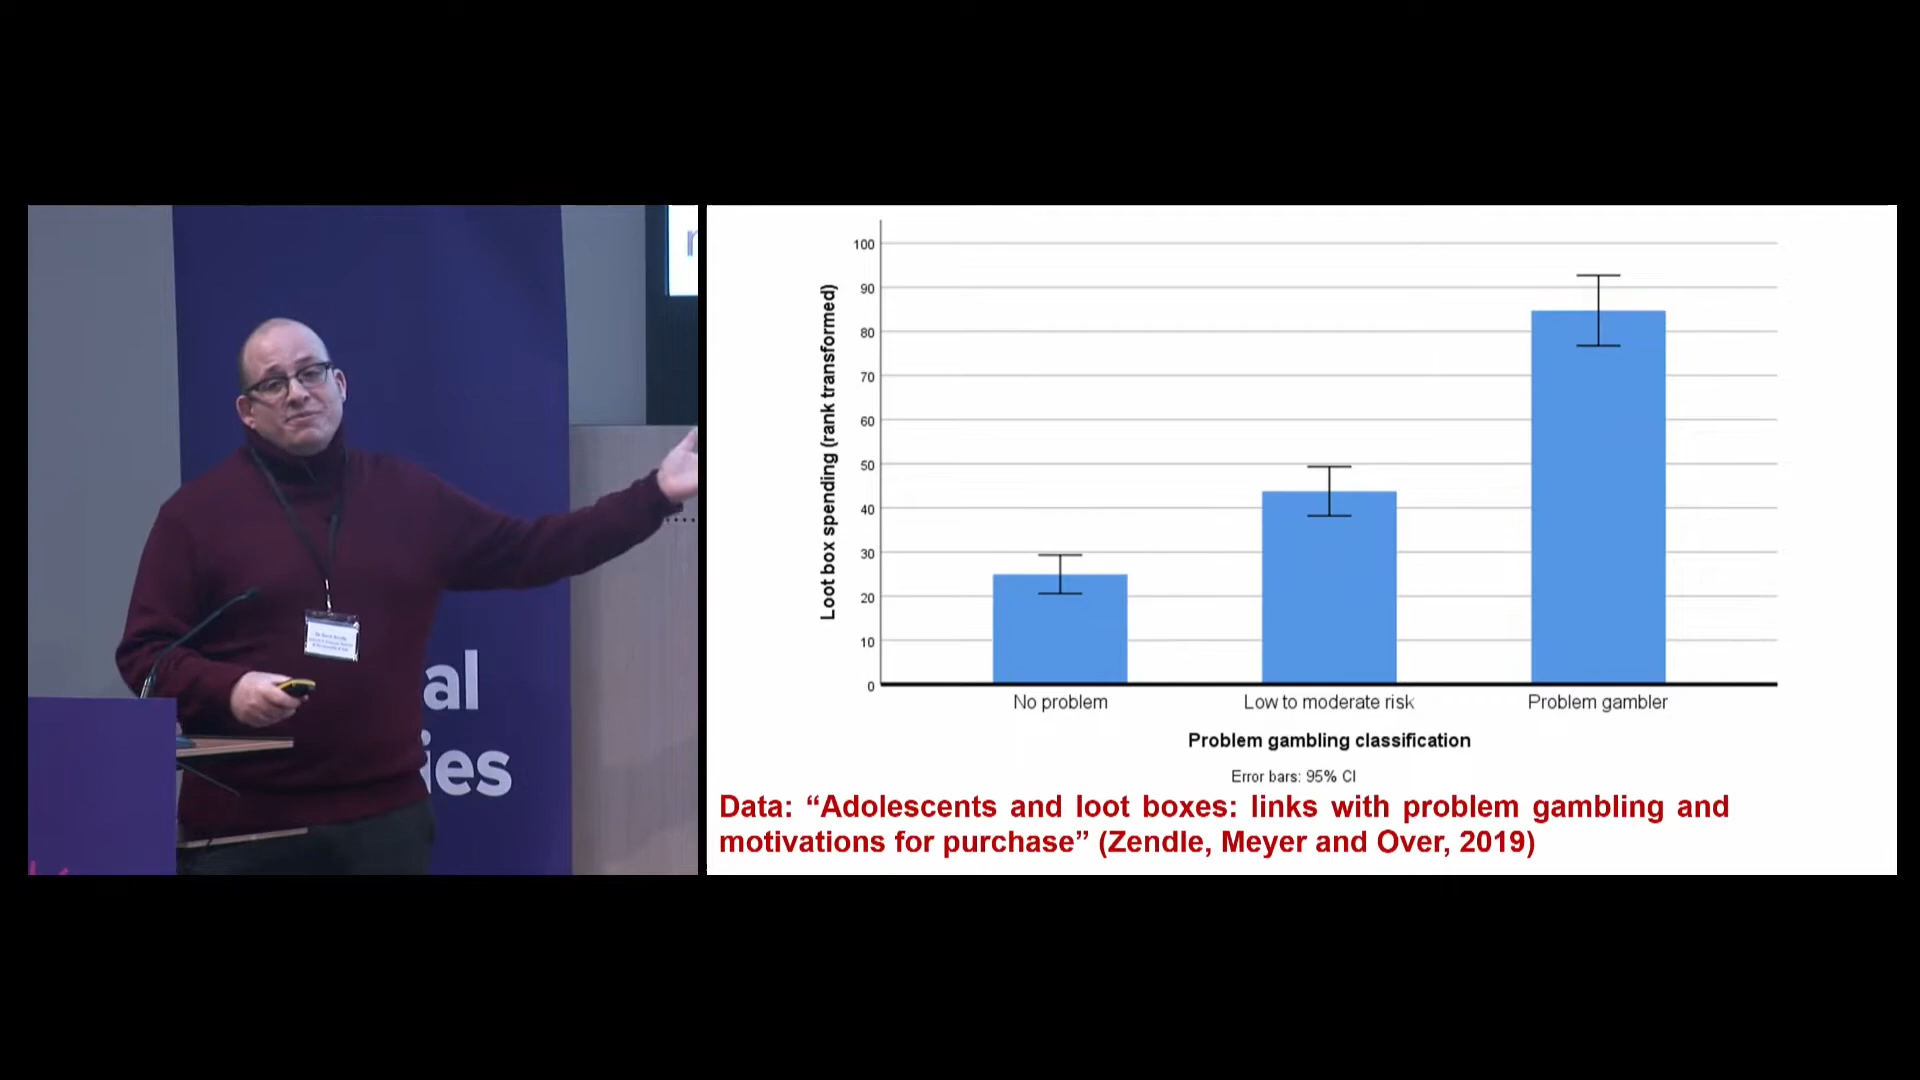 al
ies
100
90
80
70
60
50
40
30
20
10
0
Loot box spending (rank transformed)
No problem
Low to moderate risk
Problem gambler
Problem gambling classification
Error bars: 95% CI
Data: “Adolescents and loot boxes: links with problem gambling and
motivations for purchase” (Zendle, Meyer and Over, 2019)